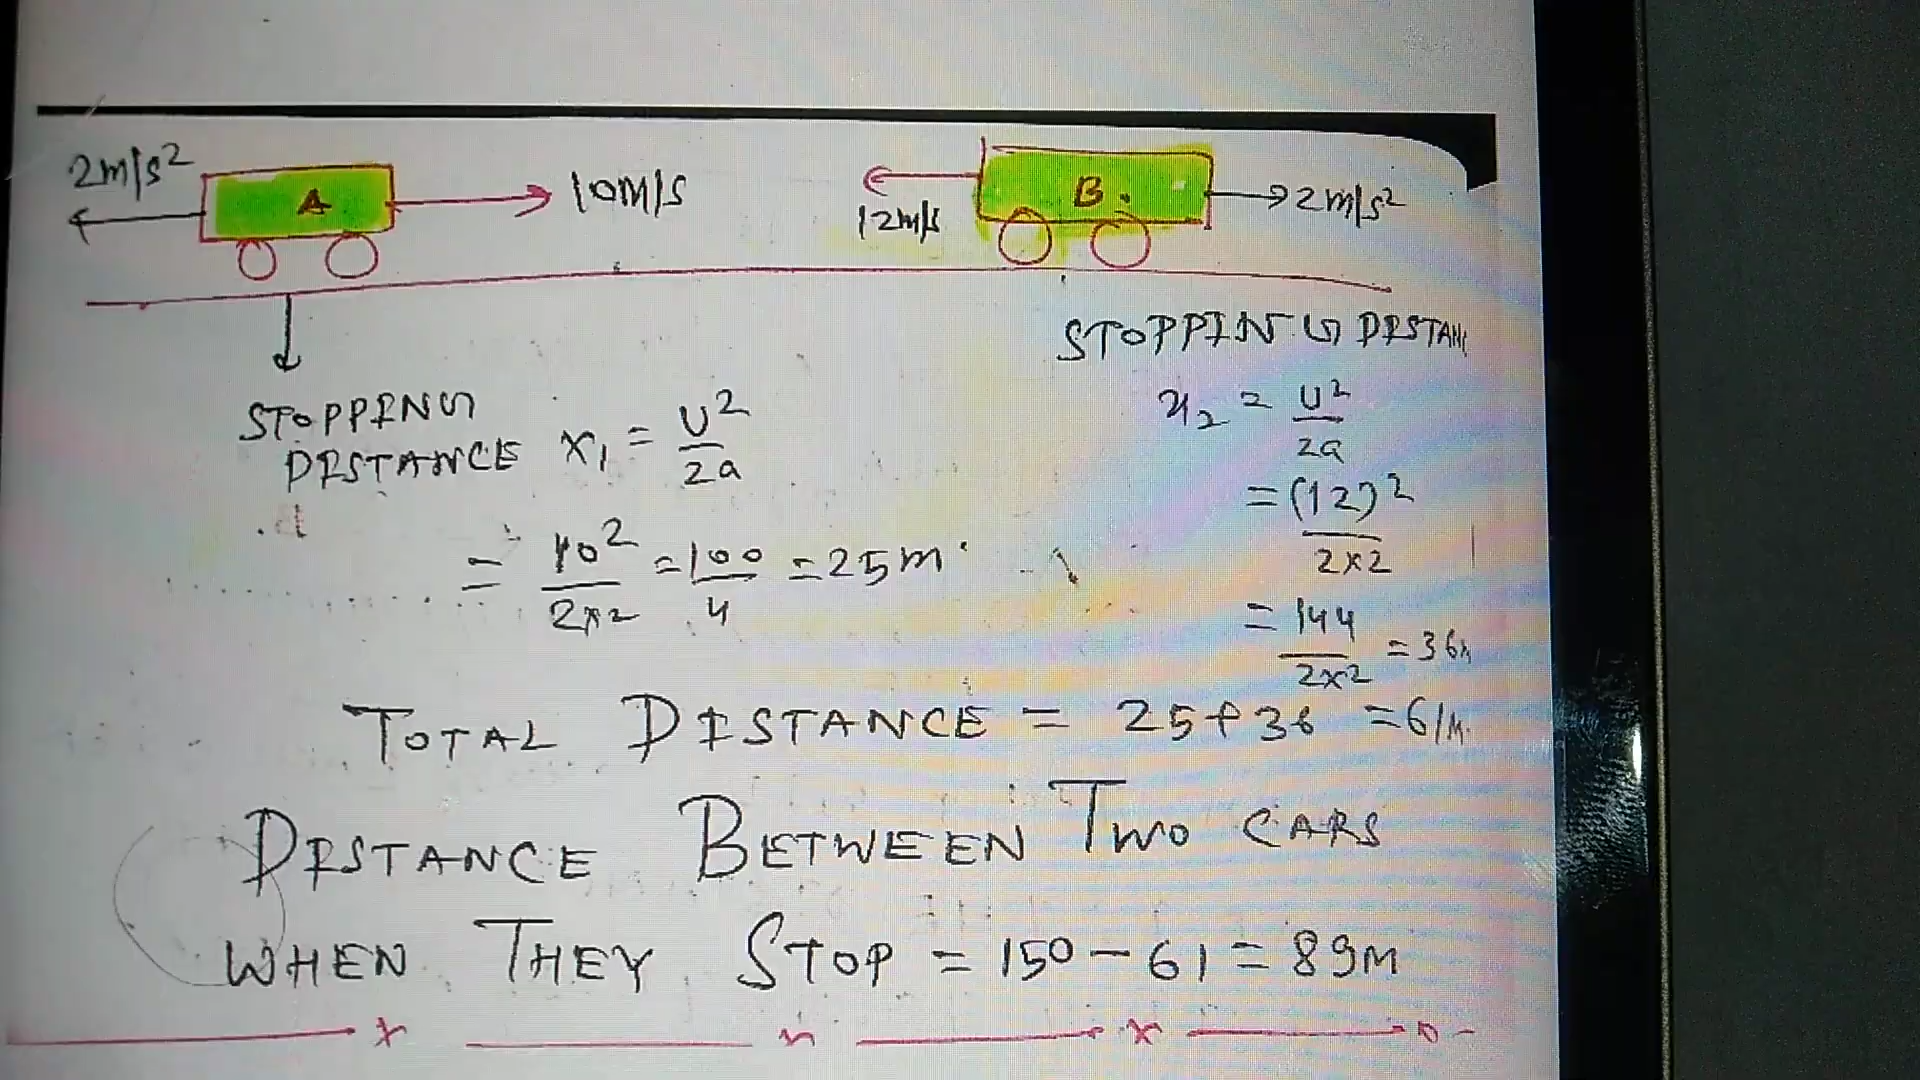 2m/s²
A
10M/S
12m/s
B.
2m/s²
STOPPING DISTANCE x₁ = U²/2a
= 10²/2×2 = 100/4 = 25m
STOPPING DISTAN
x₂ = U²/2a
= (12)²/2×2
= 144/2×2 = 36m
TOTAL DISTANCE = 25+36 = 61M.
DISTANCE BETWEEN TWO CARS
WHEN THEY STOP = 150-61 = 89M